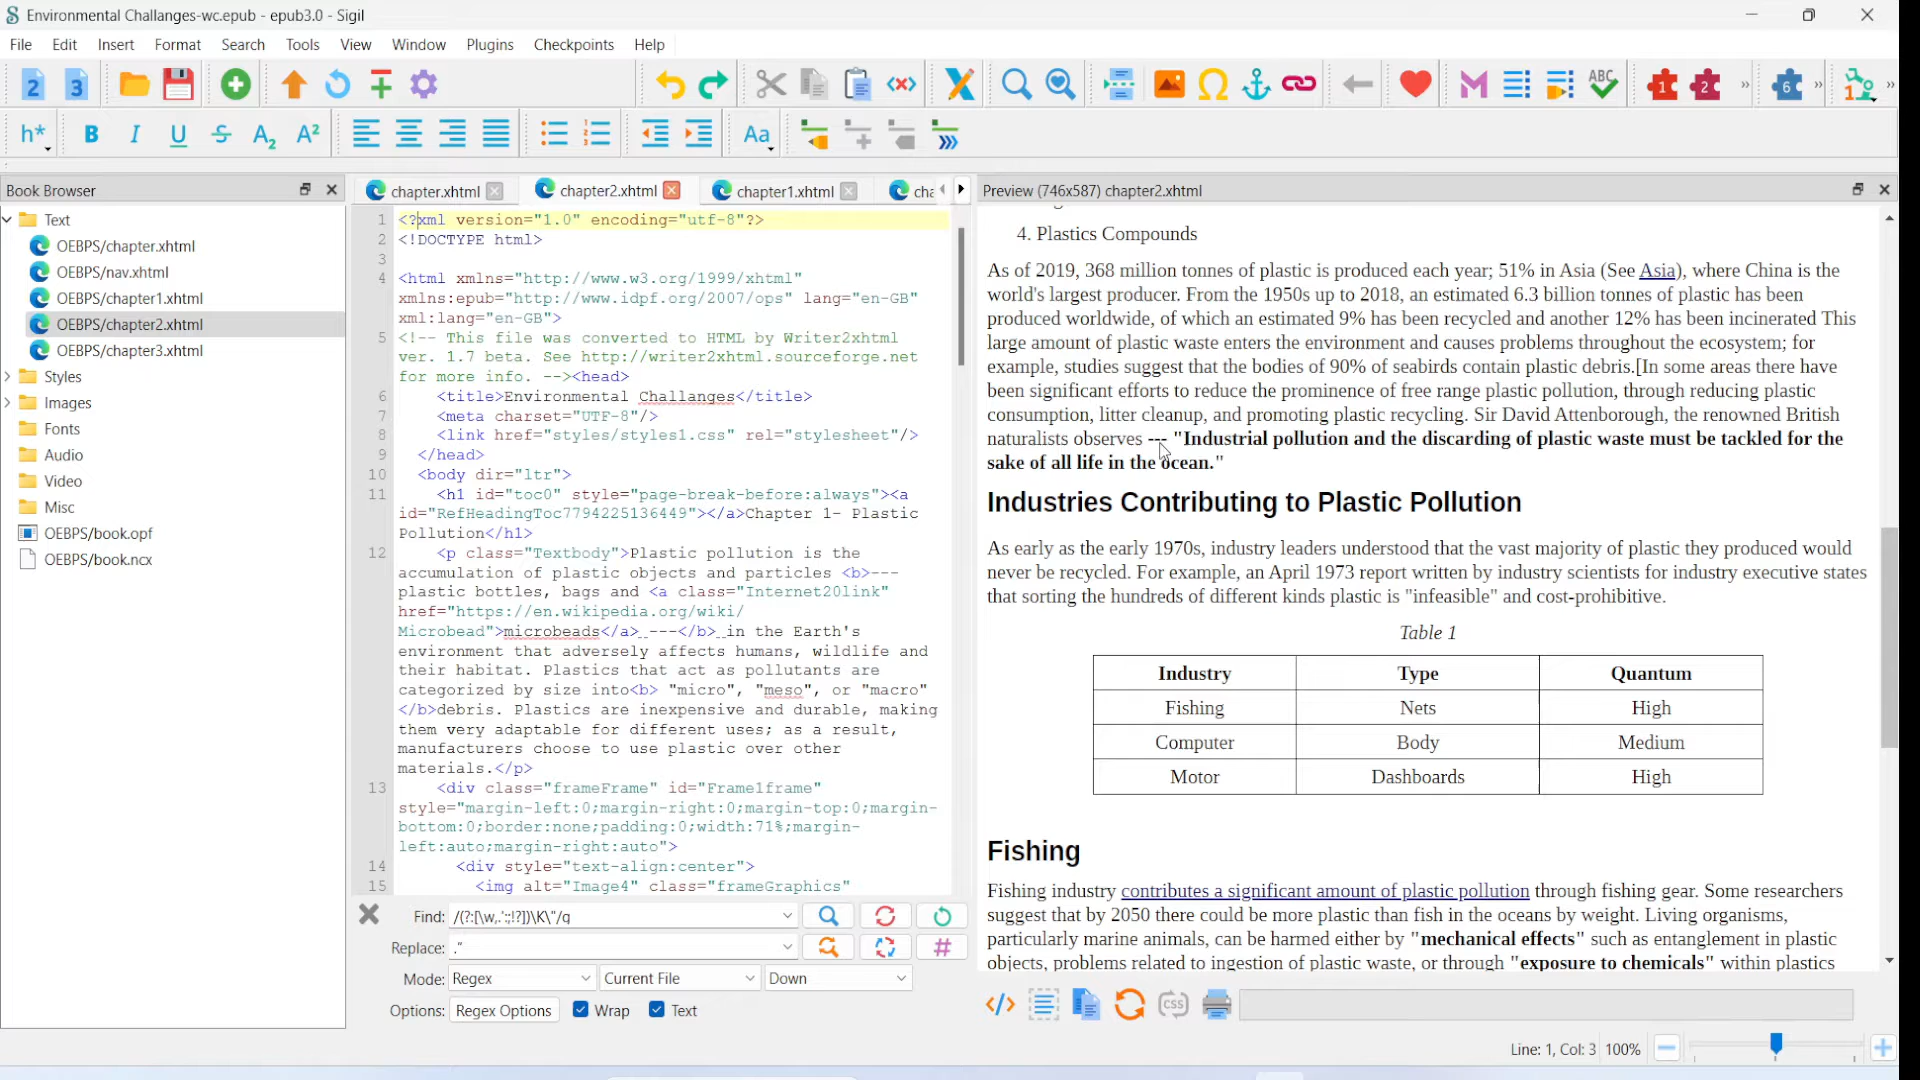 Environmental Challanges-wc.epub - epub3.0 - Sigil
File Edit Insert Format Search Tools View Window Plugins Checkpoints Help
2 3 ABC 1 2 » 6 » »
h* B I U S A2 A2 Aa
Book Browser
Text
OEBPS/chapter.xhtml
OEBPS/nav.xhtml
OEBPS/chapter1.xhtml
OEBPS/chapter2.xhtml
OEBPS/chapter3.xhtml
Styles
Images
Fonts
Audio
Video
Misc
OEBPS/book.opf
OEBPS/book.ncx
chapter.xhtml chapter2.xhtml chapter1.xhtml cha
1 <?xml version="1.0" encoding="utf-8"?>
2 <!DOCTYPE html>
3
4 <html xmlns="http://www.w3.org/1999/xhtml"
xmlns:epub="http://www.idpf.org/2007/ops" lang="en-GB"
xml:lang="en-GB">
5 <!-- This file was converted to HTML by Writer2xhtml
ver. 1.7 beta. See http://writer2xhtml.sourceforge.net
for more info. --><head>
6 <title>Environmental Challanges</title>
7 <meta charset="UTF-8"/>
8 <link href="styles/styles1.css" rel="stylesheet"/>
9 </head>
10 <body dir="ltr">
11 <h1 id="toc0" style="page-break-before:always"><a
id="RefHeadingToc7794225136449"></a>Chapter 1- Plastic
Pollution</h1>
12 <p class="Textbody">Plastic pollution is the
accumulation of plastic objects and particles <b>---
plastic bottles, bags and <a class="Internet20link"
href="https://en.wikipedia.org/wiki/
Microbead">microbeads</a> ---</b> in the Earth's
environment that adversely affects humans, wildlife and
their habitat. Plastics that act as pollutants are
categorized by size into<b> "micro", "meso", or "macro"
</b>debris. Plastics are inexpensive and durable, making
them very adaptable for different uses; as a result,
manufacturers choose to use plastic over other
materials.</p>
13 <div class="frameFrame" id="Frame1frame"
style="margin-left:0;margin-right:0;margin-top:0;margin-
bottom:0;border:none;padding:0;width:71%;margin-
left:auto;margin-right:auto">
14 <div style="text-align:center">
15 <img alt="Image4" class="frameGraphics"
Find: /(?:[\w,.':;!?])\K\"/q
Replace: ."
Mode: Regex Current File Down
Options: Regex Options Wrap Text
Preview (746x587) chapter2.xhtml
4. Plastics Compounds
As of 2019, 368 million tonnes of plastic is produced each year; 51% in Asia (See Asia), where China is the
world's largest producer. From the 1950s up to 2018, an estimated 6.3 billion tonnes of plastic has been
produced worldwide, of which an estimated 9% has been recycled and another 12% has been incinerated This
large amount of plastic waste enters the environment and causes problems throughout the ecosystem; for
example, studies suggest that the bodies of 90% of seabirds contain plastic debris.[In some areas there have
been significant efforts to reduce the prominence of free range plastic pollution, through reducing plastic
consumption, litter cleanup, and promoting plastic recycling. Sir David Attenborough, the renowned British
naturalists observes --- "Industrial pollution and the discarding of plastic waste must be tackled for the
sake of all life in the ocean."
Industries Contributing to Plastic Pollution
As early as the early 1970s, industry leaders understood that the vast majority of plastic they produced would
never be recycled. For example, an April 1973 report written by industry scientists for industry executive states
that sorting the hundreds of different kinds plastic is "infeasible" and cost-prohibitive.
Table 1
Industry Type Quantum
Fishing Nets High
Computer Body Medium
Motor Dashboards High
Fishing
Fishing industry contributes a significant amount of plastic pollution through fishing gear. Some researchers
suggest that by 2050 there could be more plastic than fish in the oceans by weight. Living organisms,
particularly marine animals, can be harmed either by "mechanical effects" such as entanglement in plastic
objects, problems related to ingestion of plastic waste, or through "exposure to chemicals" within plastics
CSS
Line: 1, Col: 3 100%